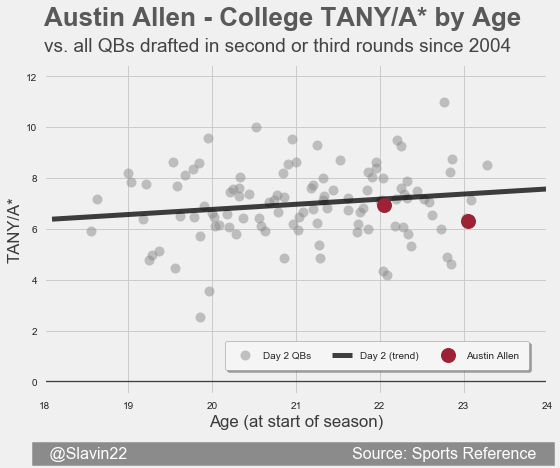 Austin Allen - College TANY/A* by Age
vs. all QBs drafted in second or third rounds since 2004
12
10
8
6
4
2
0
TANY/A*
Day 2 QBs
Day 2 (trend)
Austin Allen
18 19 20 21 22 23 24
Age (at start of season)
@Slavin22
Source: Sports Reference